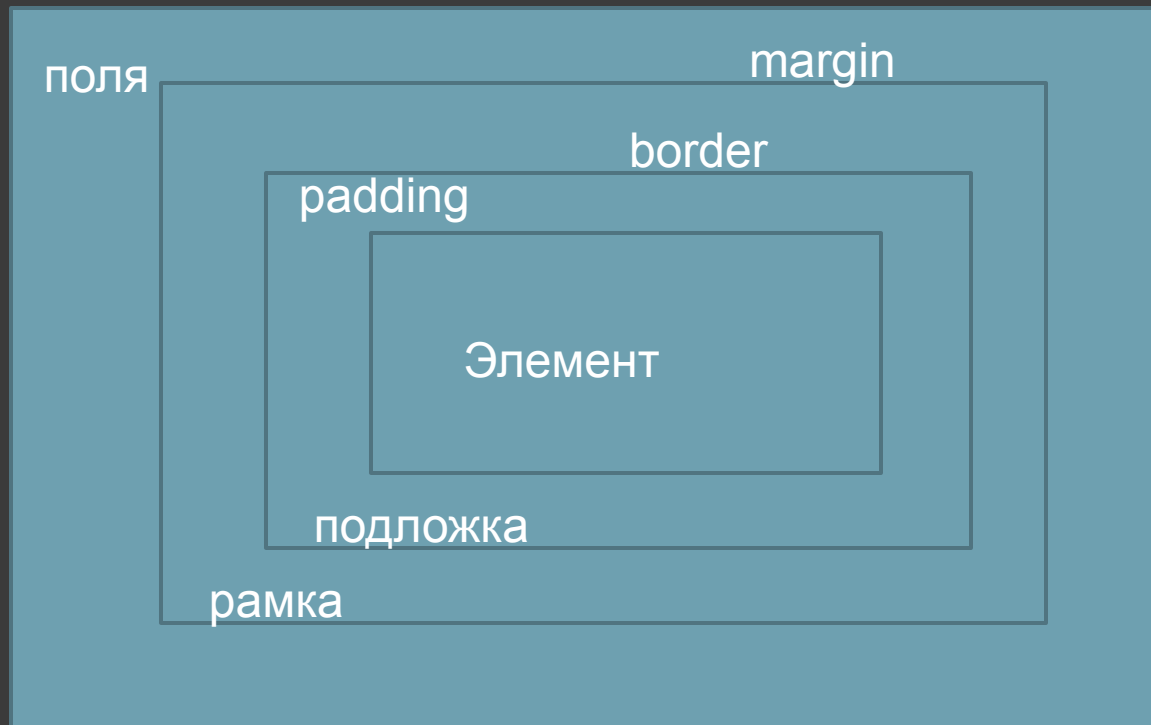 margin
поля
border
padding
Элемент
подложка
рамка